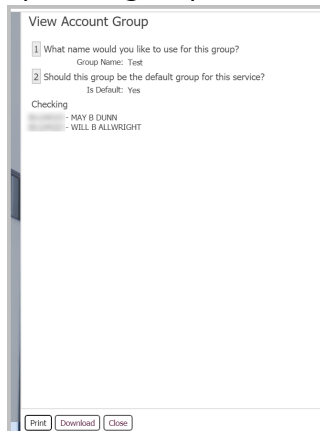 View Account Group
1 What name would you like to use for this group?
Group Name: Test
2 Should this group be the default group for this service?
Is Default: Yes
Checking
- MAY B DUNN
- WILL B ALLWRIGHT
Print Download Close